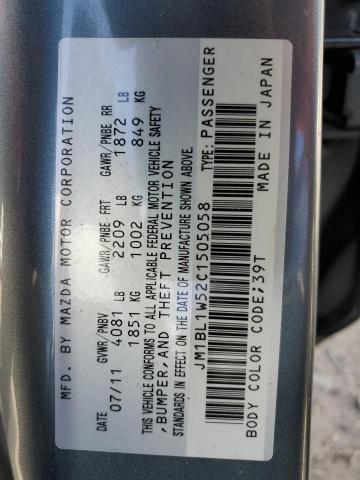 MFD. BY MAZDA MOTOR CORPORATION
DATE GVWR/PNBV GAWR/PNBE FRT GAWR/PNBE RR
07/11 4081 LB 2209 LB 1872 LB
1851 KG 1002 KG 849 KG
THIS VEHICLE CONFORMS TO ALL APPLICABLE FEDERAL MOTOR VEHICLE SAFETY
,BUMPER,AND THEFT PREVENTION
STANDARDS IN EFFECT ON THE DATE OF MANUFACTURE SHOWN ABOVE.
JM1BL1W52C1505058 TYPE: PASSENGER
BODY COLOR CODE;39T MADE IN JAPAN